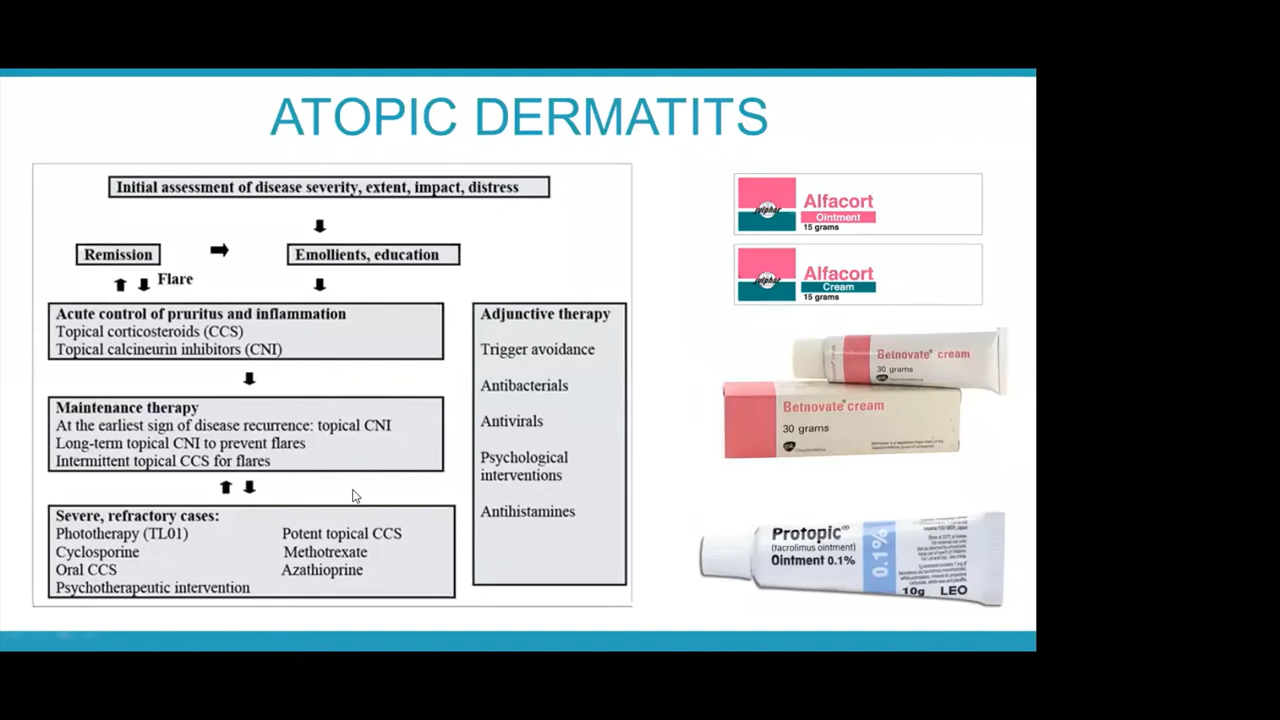 ATOPIC DERMATITS
Initial assessment of disease severity, extent, impact, distress
Remission
Emollients, education
Flare
Acute control of pruritus and inflammation
Topical corticosteroids (CCS)
Topical calcineurin inhibitors (CNI)
Maintenance therapy
At the earliest sign of disease recurrence: topical CNI
Long-term topical CNI to prevent flares
Intermittent topical CCS for flares
Severe, refractory cases:
Phototherapy (TL01) Potent topical CCS
Cyclosporine Methotrexate
Oral CCS Azathioprine
Psychotherapeutic intervention
Adjunctive therapy
Trigger avoidance
Antibacterials
Antivirals
Psychological
interventions
Antihistamines
Alfacort
Ointment
15 grams
Alfacort
Cream
15 grams
Betnovate® cream
30 grams
Betnovate® cream
30 grams
Protopic®
(tacrolimus ointment)
Ointment 0.1%
0.1%
10g LEO